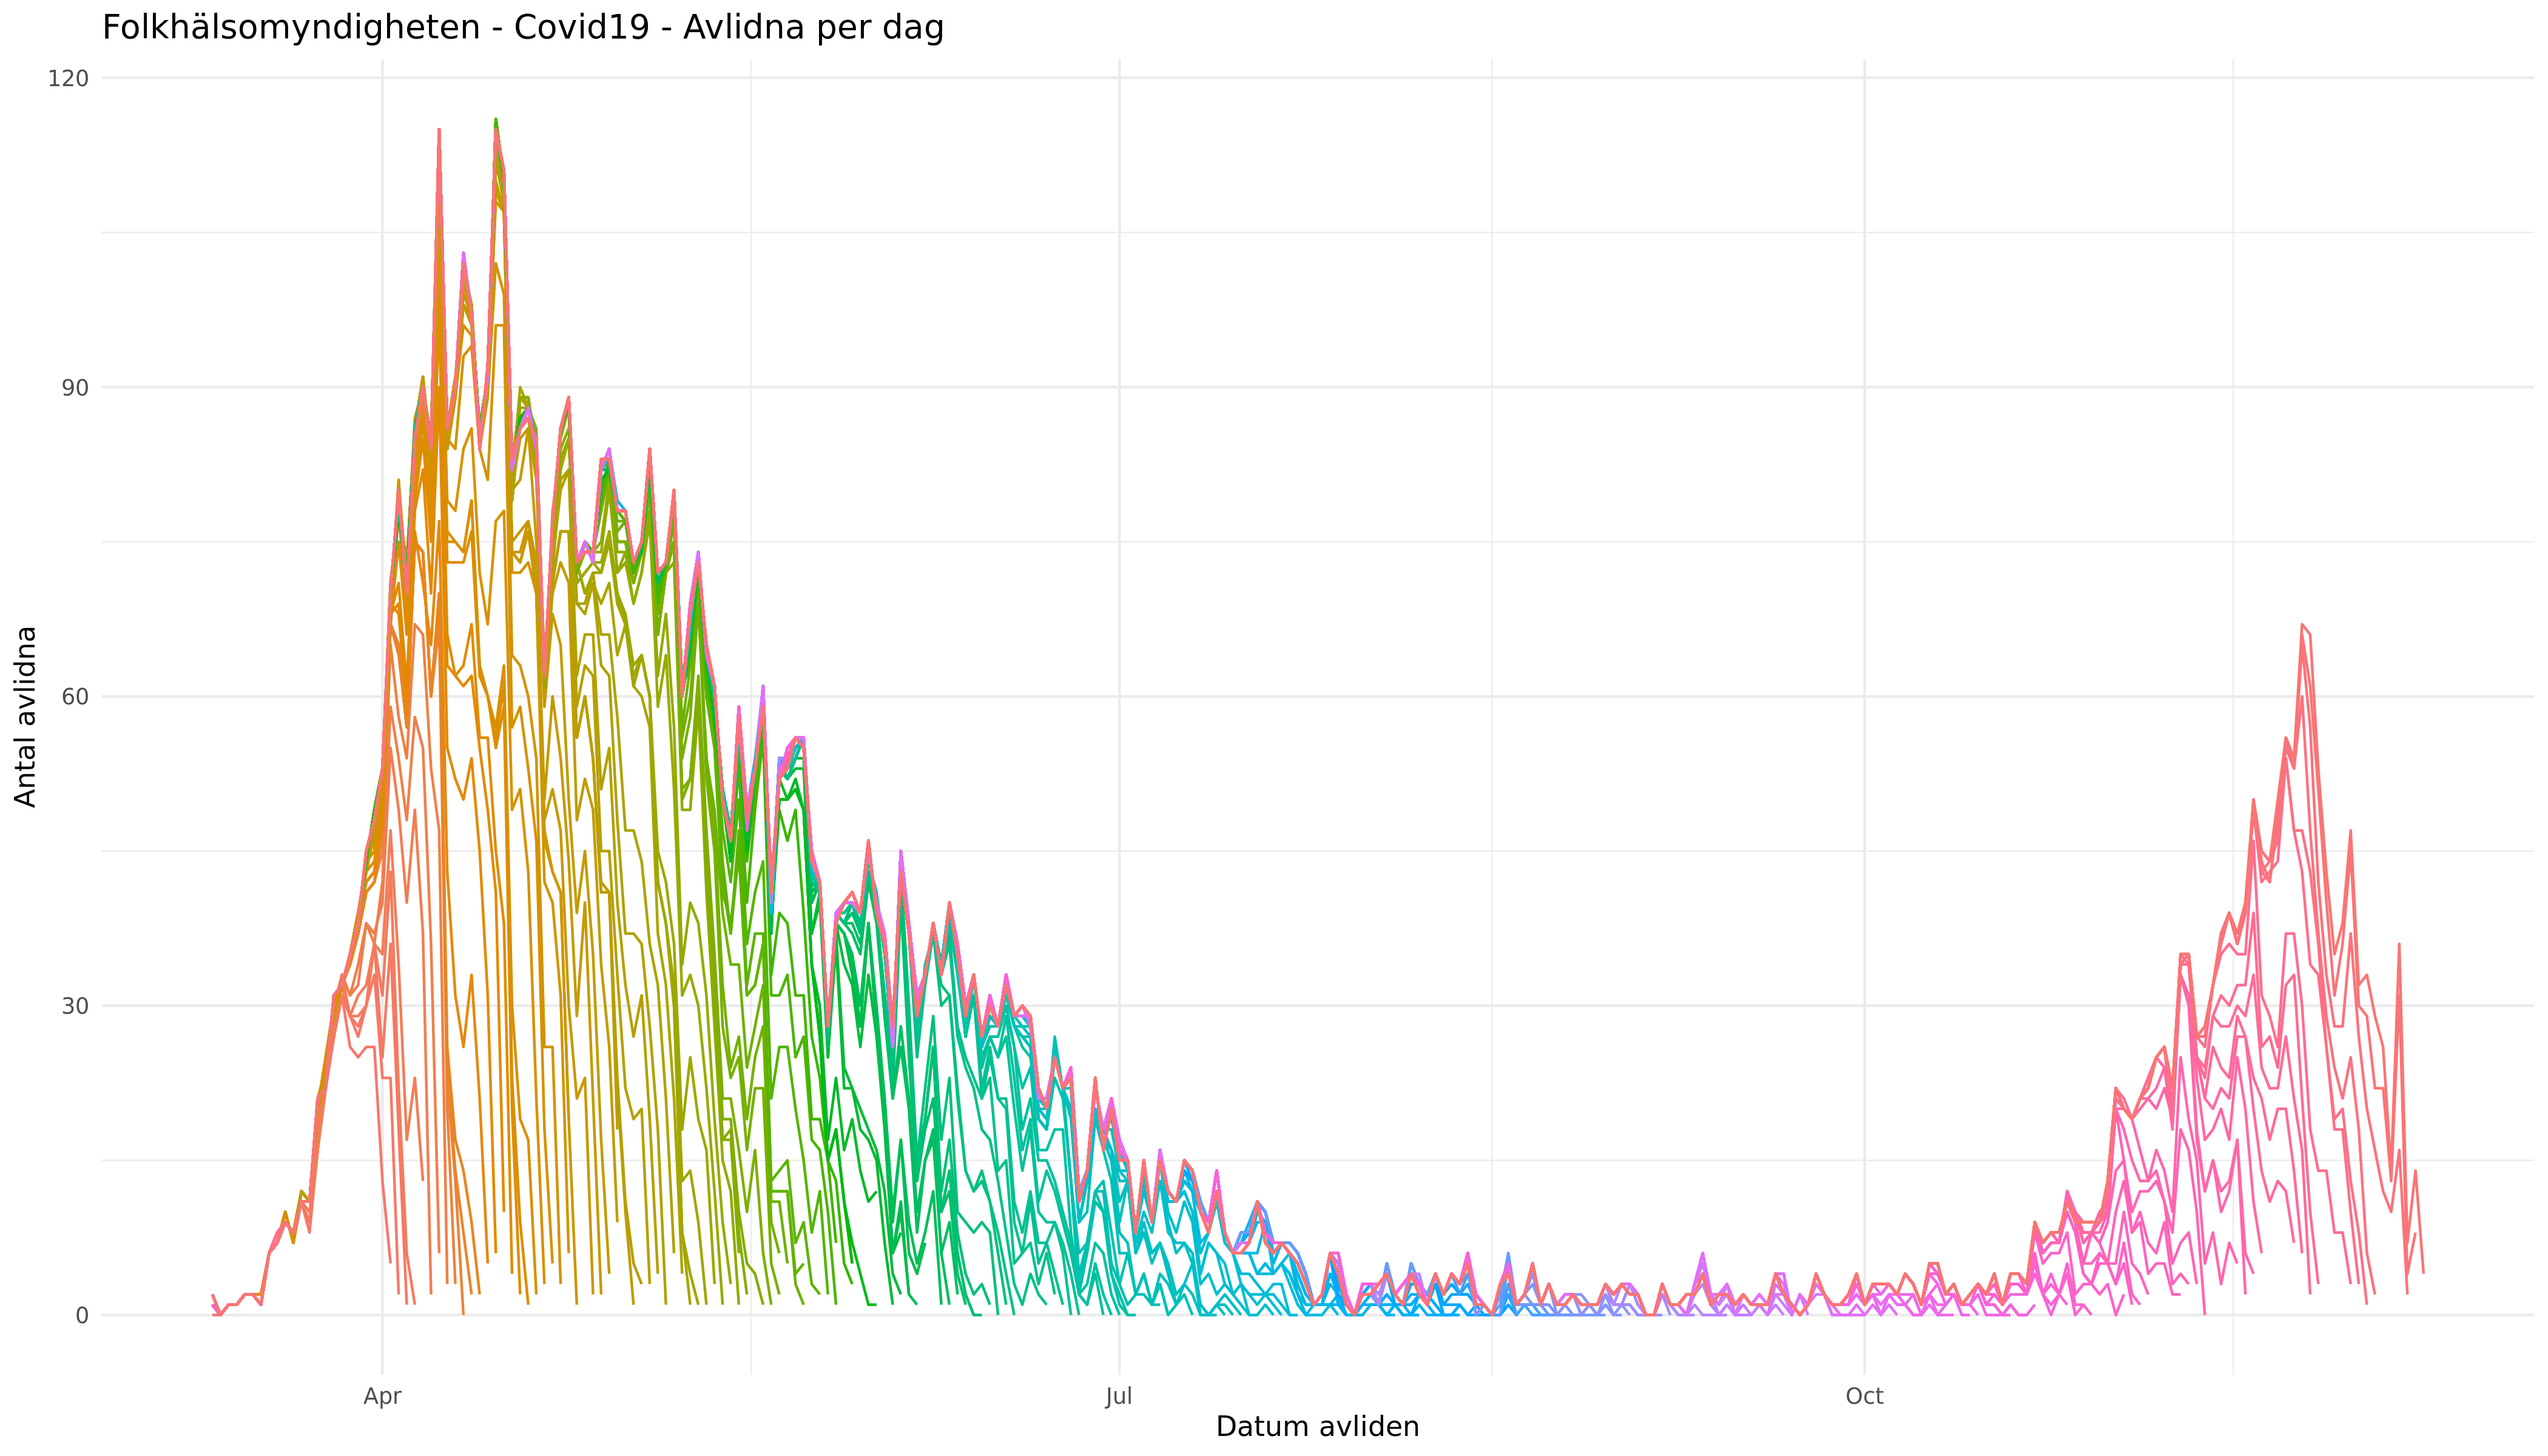 Folkhälsomyndigheten - Covid19 - Avlidna per dag
120
90
60
30
0
Antal avlidna
Apr
Jul
Oct
Datum avliden